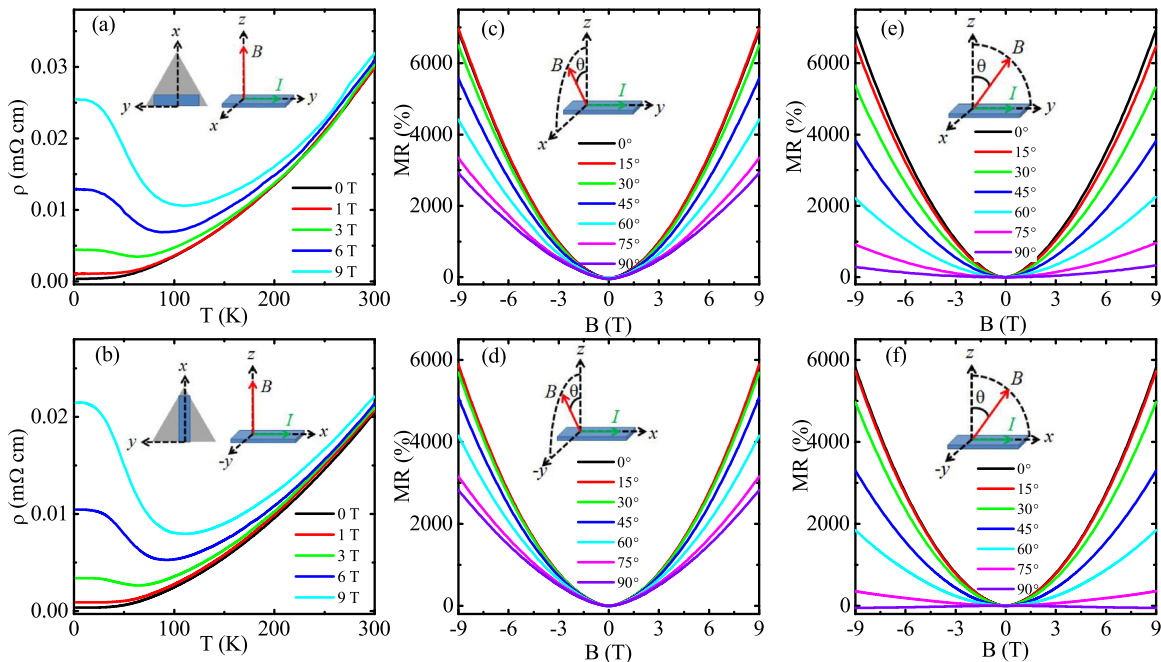 (a)
x
y
z
B
I
y
x
ρ (mΩ cm)
0.03
0.02
0.01
0.00
0 T
1 T
3 T
6 T
9 T
0 100 200 300
T (K)
(c)
z
B
θ
I
y
x
MR (%)
6000
4000
2000
0
0°
15°
30°
45°
60°
75°
90°
-9 -6 -3 0 3 6 9
B (T)
(e)
z
B
θ
I
y
x
MR (%)
6000
4000
2000
0
0°
15°
30°
45°
60°
75°
90°
-9 -6 -3 0 3 6 9
B (T)
(b)
x
y
z
B
I
x
-y
ρ (mΩ cm)
0.02
0.01
0.00
0 T
1 T
3 T
6 T
9 T
0 100 200 300
T (K)
(d)
z
B
θ
I
x
-y
MR (%)
6000
4000
2000
0
0°
15°
30°
45°
60°
75°
90°
-9 -6 -3 0 3 6 9
B (T)
(f)
z
B
θ
I
x
-y
MR (%)
6000
4000
2000
0
0°
15°
30°
45°
60°
75°
90°
-9 -6 -3 0 3 6 9
B (T)